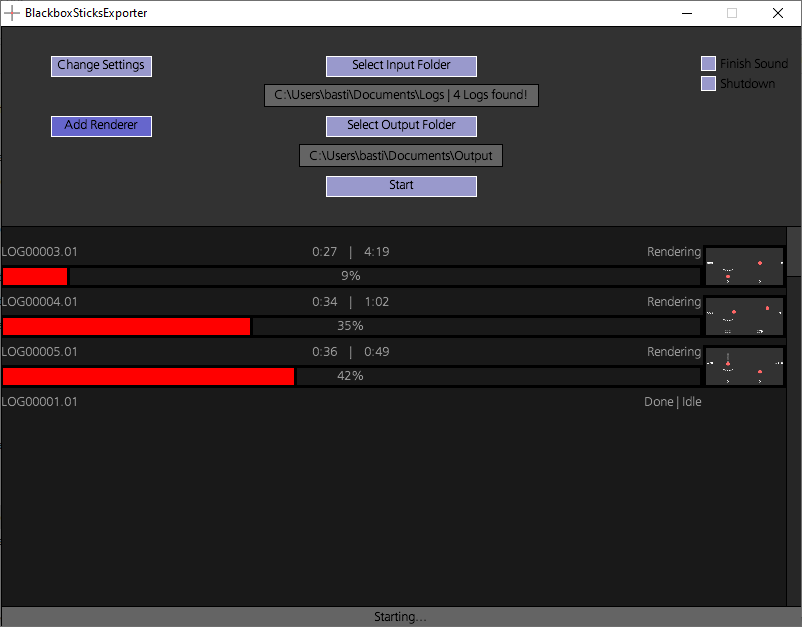 BlackboxSticksExporter
Change Settings
Select Input Folder
Finish Sound
C:\Users\basti\Documents\Logs | 4 Logs found!
Shutdown
Add Renderer
Select Output Folder
C:\Users\basti\Documents\Output
Start
LOG00003.01 0:27 | 4:19 Rendering
9%
LOG00004.01 0:34 | 1:02 Rendering
35%
LOG00005.01 0:36 | 0:49 Rendering
42%
LOG00001.01 Done | Idle
Starting...